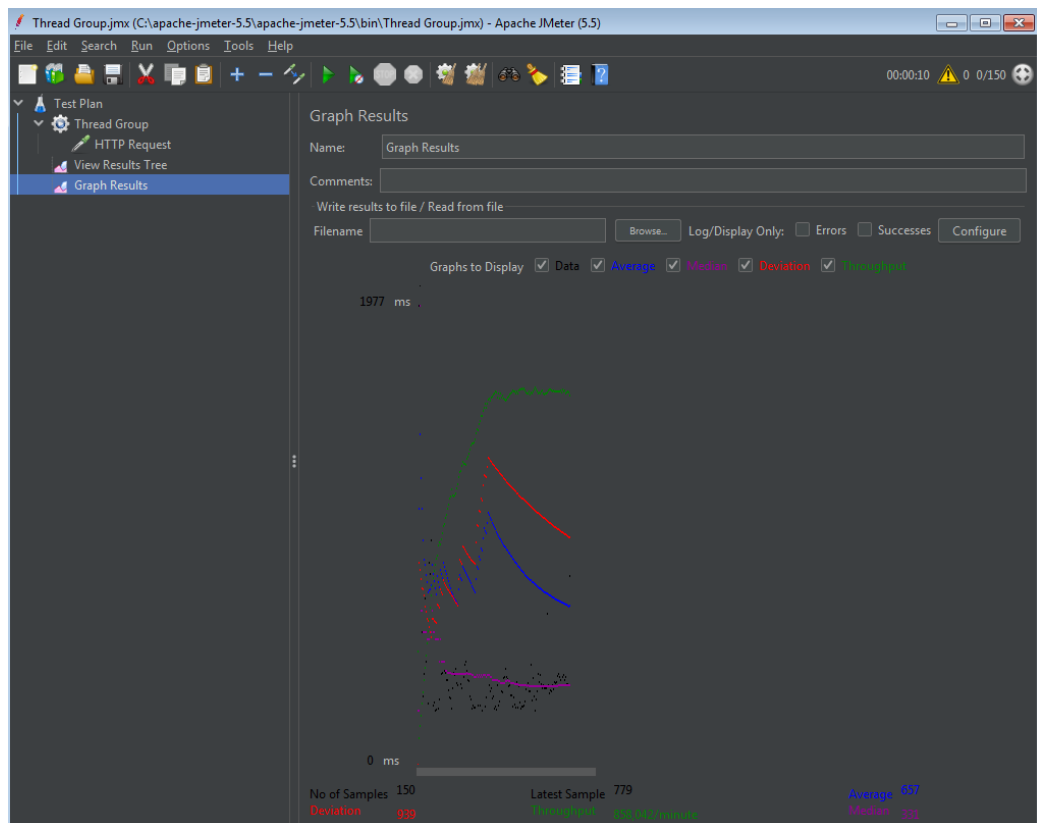 Thread Group.jmx (C:\apache-jmeter-5.5\apache-jmeter-5.5\bin\Thread Group.jmx) - Apache JMeter (5.5)
File Edit Search Run Options Tools Help
00:00:10 0 0/150
Test Plan
Thread Group
HTTP Request
View Results Tree
Graph Results
Graph Results
Name: Graph Results
Comments:
Write results to file / Read from file
Filename Browse... Log/Display Only: Errors Successes Configure
Graphs to Display Data Average Median Deviation Throughput
1977 ms
0 ms
No of Samples 150 Latest Sample 779 Average 657
Deviation 939 Throughput 858,042/minute Median